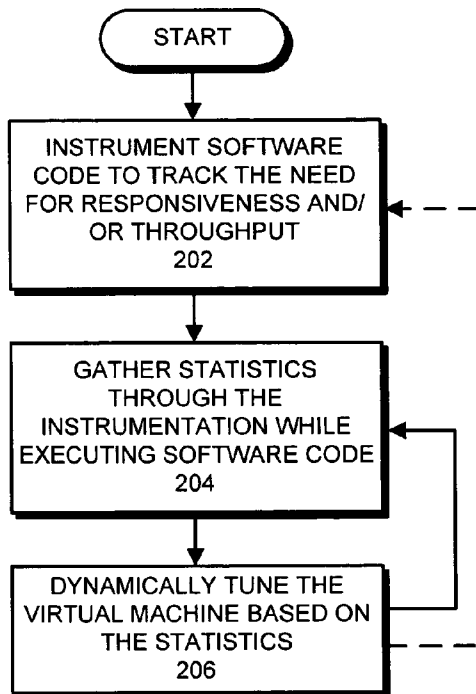 START
INSTRUMENT SOFTWARE
CODE TO TRACK THE NEED
FOR RESPONSIVENESS AND/
OR THROUGHPUT
202
GATHER STATISTICS
THROUGH THE
INSTRUMENTATION WHILE
EXECUTING SOFTWARE CODE
204
DYNAMICALLY TUNE THE
VIRTUAL MACHINE BASED ON
THE STATISTICS
206